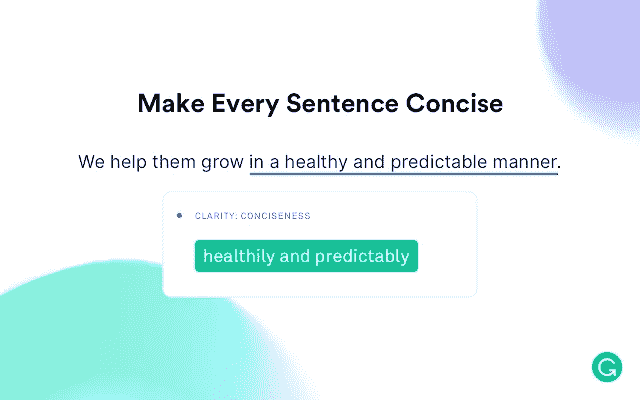 Make Every Sentence Concise
We help them grow in a healthy and predictable manner.
CLARITY: CONCISENESS
healthily and predictably